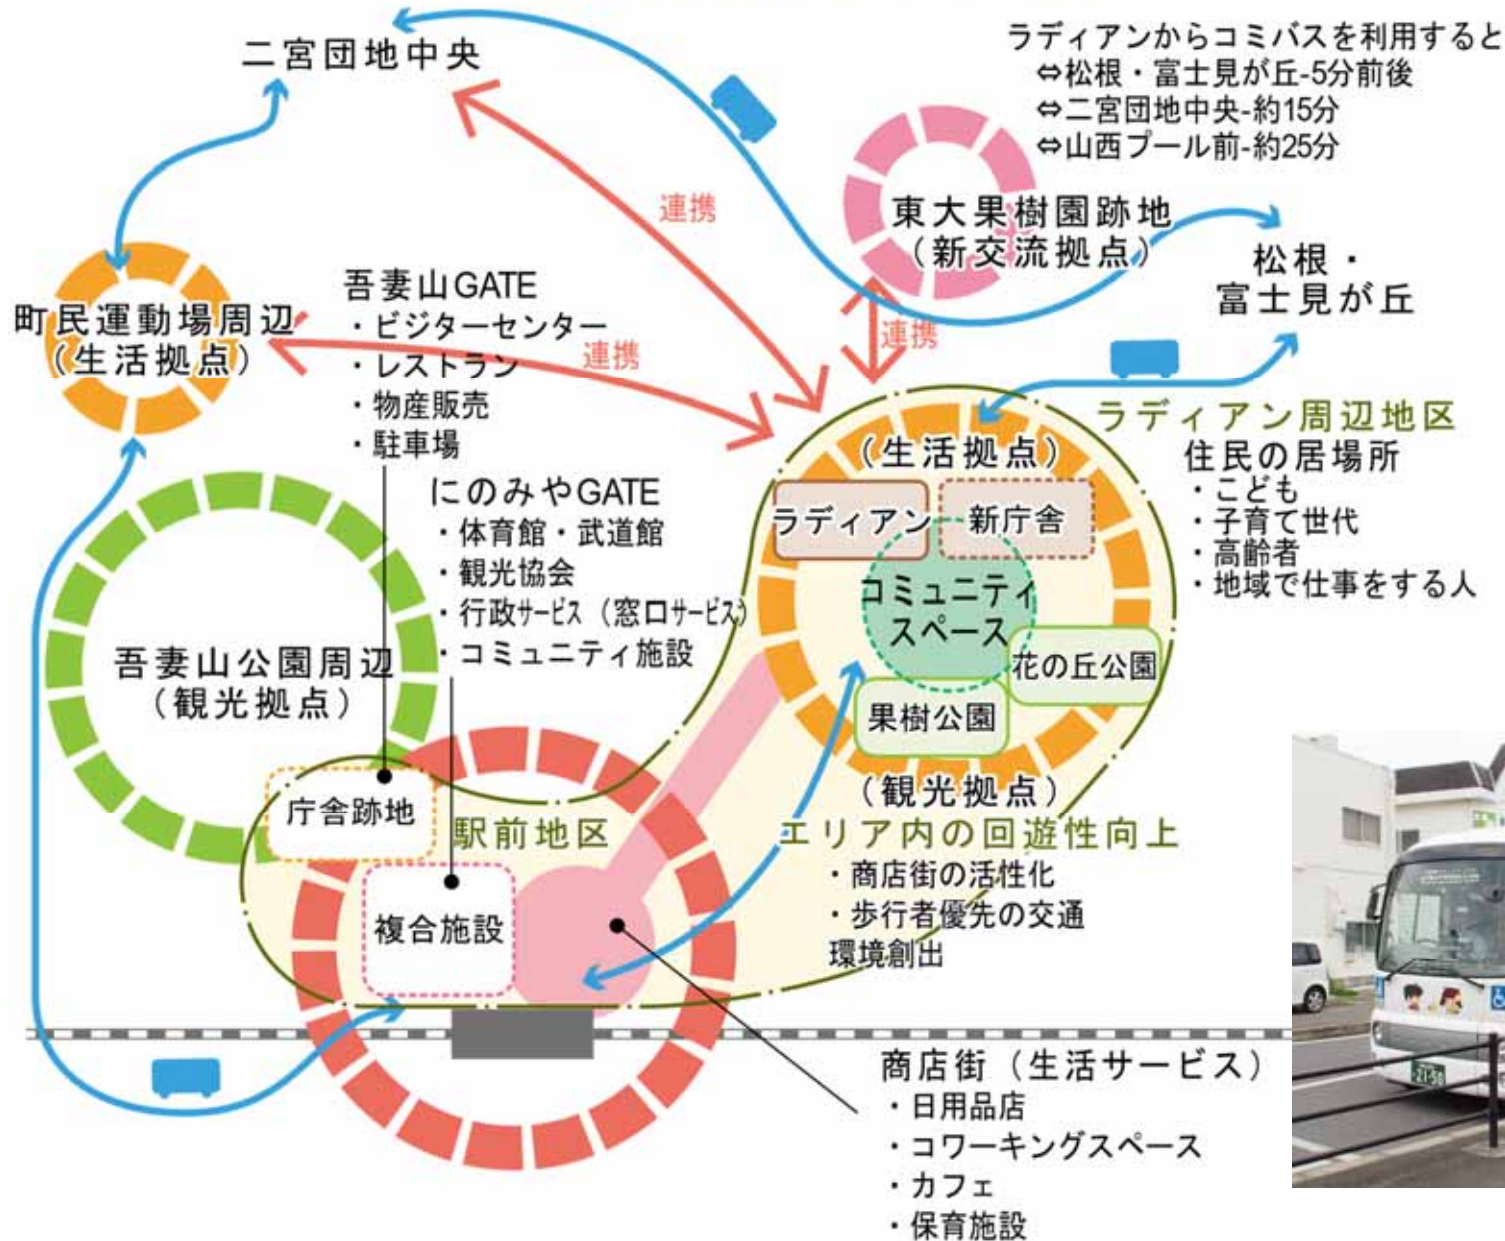 二宮団地中央
ラディアンからコミバスを利用すると
⇔松根・富士見が丘-5分前後
⇔二宮団地中央-約15分
⇔山西プール前-約25分
連携
東大果樹園跡地
（新交流拠点）
松根・
富士見が丘
町民運動場周辺
（生活拠点）
吾妻山GATE
・ビジターセンター
・レストラン
・物産販売
・駐車場
連携
連携
にのみやGATE
・体育館・武道館
・観光協会
・行政サービス（窓口サービス）
・コミュニティ施設
ラディアン周辺地区
住民の居場所
・こども
・子育て世代
・高齢者
・地域で仕事をする人
（生活拠点）
ラディアン
新庁舎
コミュニティ
スペース
花の丘公園
果樹公園
（観光拠点）
吾妻山公園周辺
（観光拠点）
庁舎跡地
駅前地区
複合施設
エリア内の回遊性向上
・商店街の活性化
・歩行者優先の交通
環境創出
商店街（生活サービス）
・日用品店
・コワーキングスペース
・カフェ
・保育施設
21-50